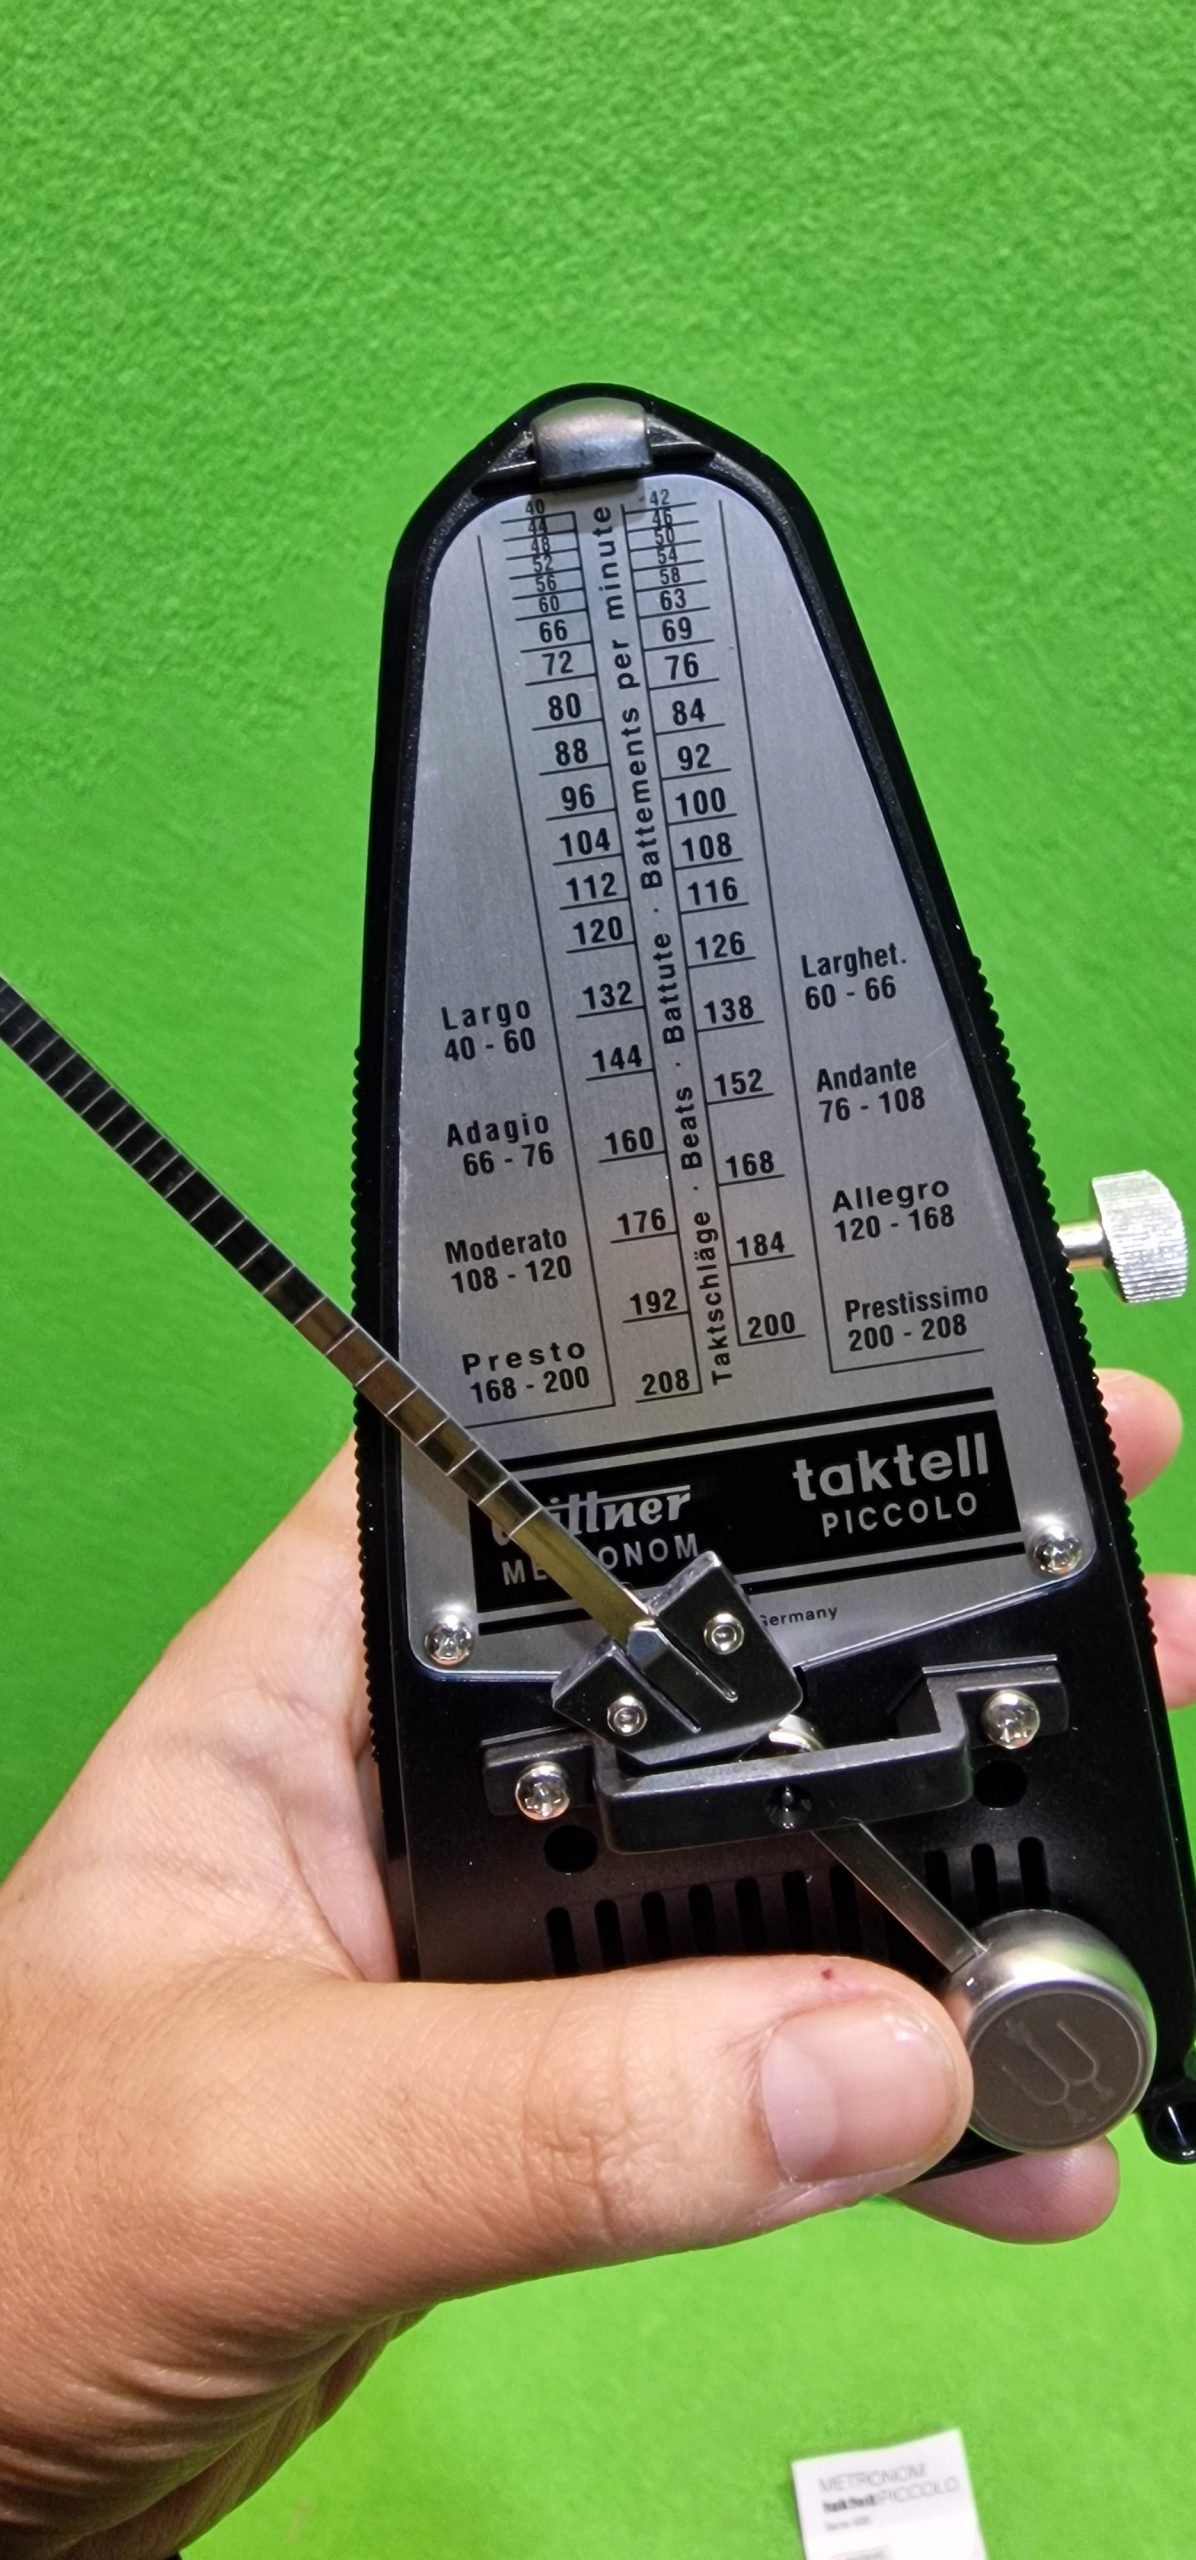 40 42
44 46
48 50
52 54
56 58
60 63
66 69
72 76
80 84
88 92
96 100
104 108
112 116
120 126
132 138
144 152
160 168
176 184
192 200
208
Taktschläge · Beats · Battute · Battements per minute
Largo
40 - 60
Adagio
66 - 76
Moderato
108 - 120
Presto
168 - 200
Larghet.
60 - 66
Andante
76 - 108
Allegro
120 - 168
Prestissimo
200 - 208
Wittner
METRONOM
taktell
PICCOLO
Germany
METRONOM
taktell PICCOLO